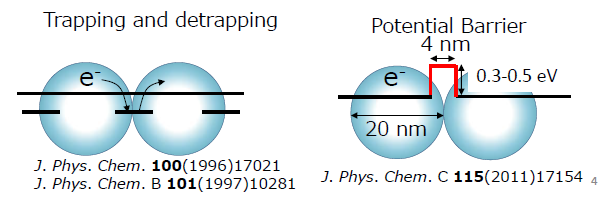 Trapping and detrapping
e-
J. Phys. Chem. 100(1996)17021
J. Phys. Chem. B 101(1997)10281
Potential Barrier
4 nm
e-
0.3-0.5 eV
20 nm
J. Phys. Chem. C 115(2011)17154
4